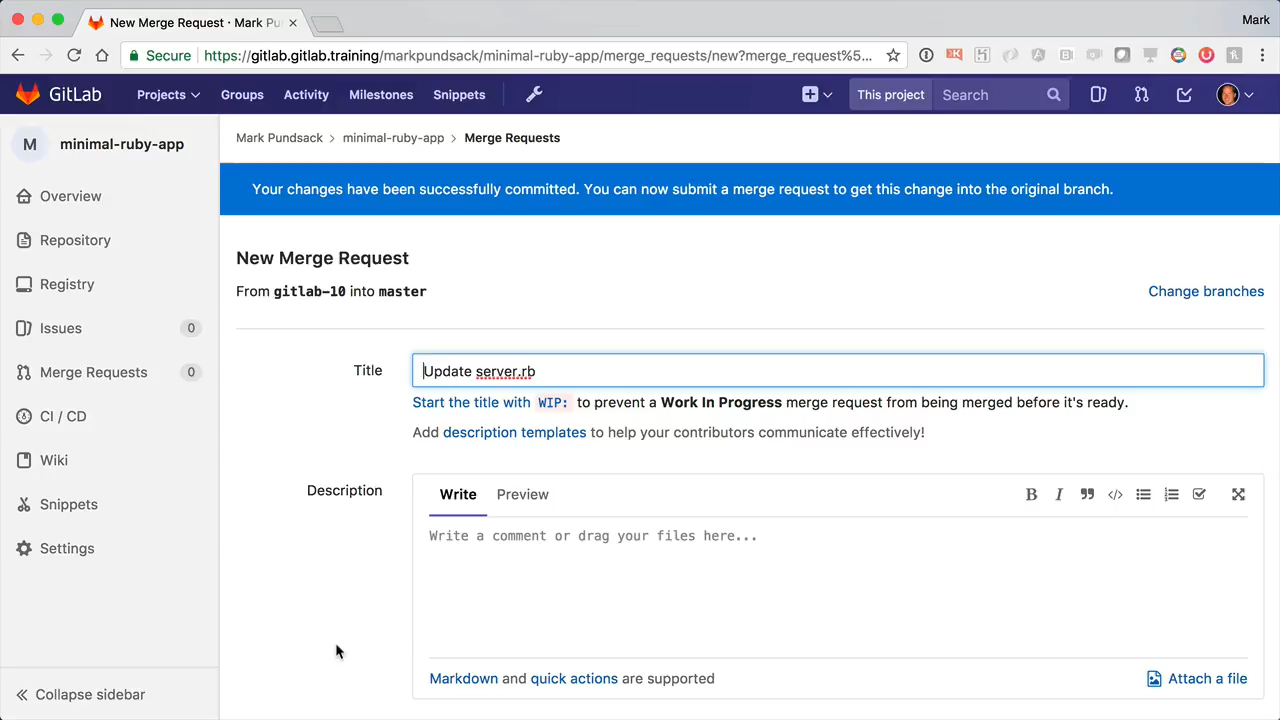 New Merge Request · Mark Pu
Mark
Secure https://gitlab.gitlab.training/markpundsack/minimal-ruby-app/merge_requests/new?merge_request%5...
GitLab Projects Groups Activity Milestones Snippets This project Search
M minimal-ruby-app
Overview
Repository
Registry
Issues 0
Merge Requests 0
CI / CD
Wiki
Snippets
Settings
Collapse sidebar
Mark Pundsack > minimal-ruby-app > Merge Requests
Your changes have been successfully committed. You can now submit a merge request to get this change into the original branch.
New Merge Request
From gitlab-10 into master
Change branches
Title
Update server.rb
Start the title with WIP: to prevent a Work In Progress merge request from being merged before it's ready.
Add description templates to help your contributors communicate effectively!
Description
Write Preview
B I
Write a comment or drag your files here...
Markdown and quick actions are supported
Attach a file